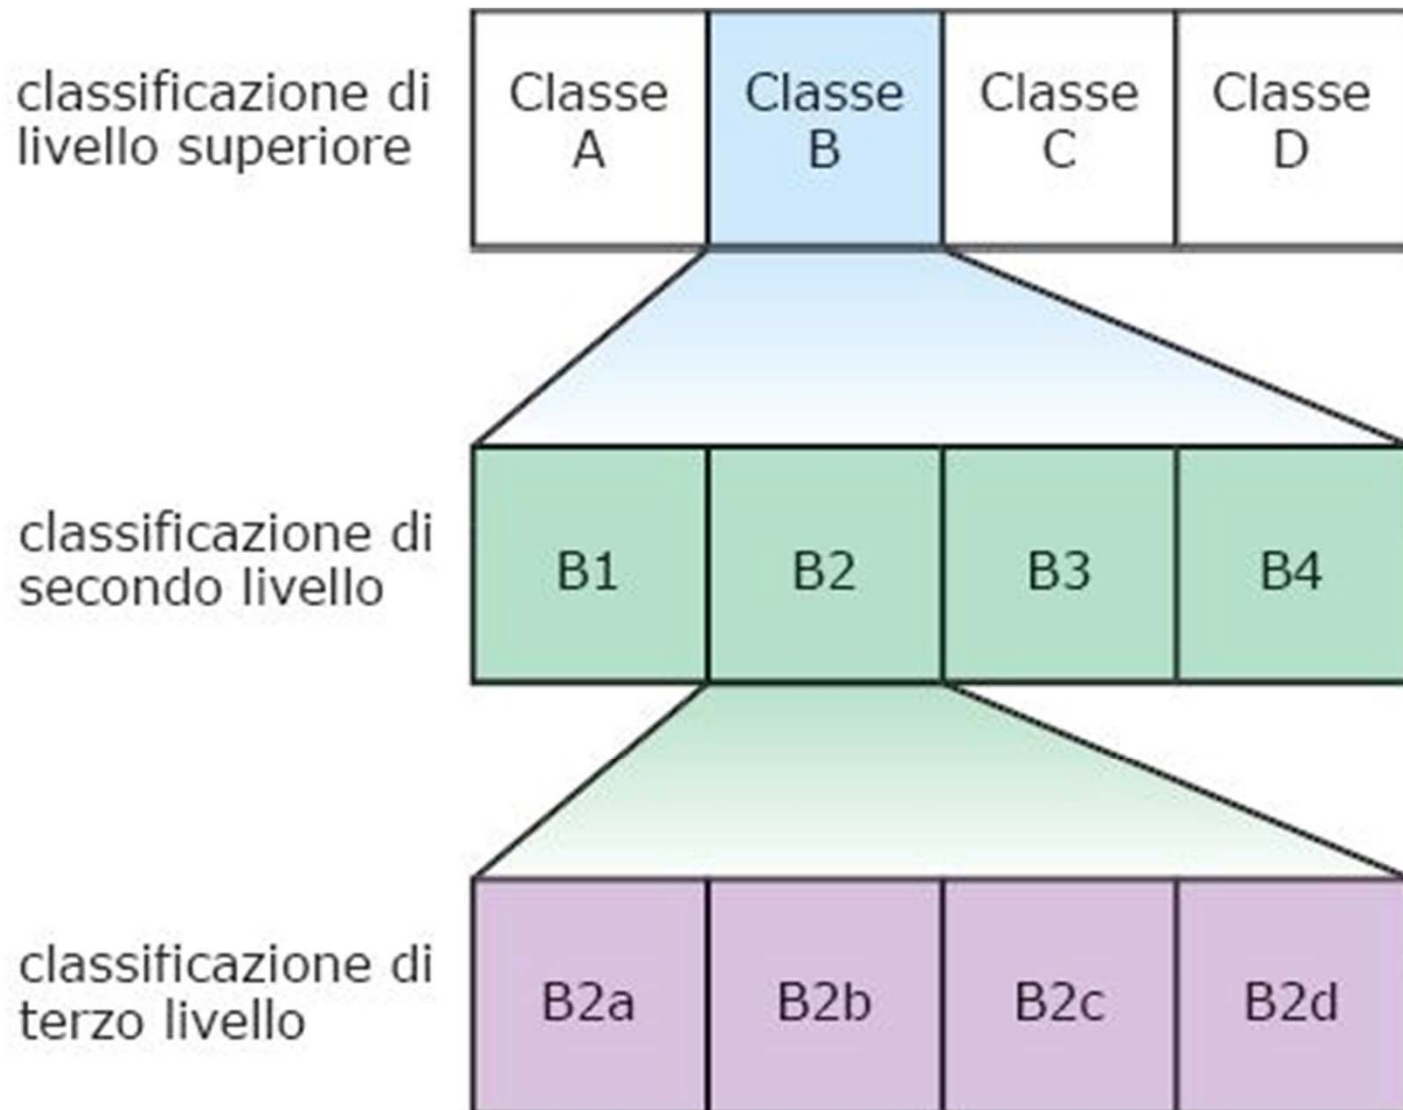 classificazione di
livello superiore
Classe
A
Classe
B
Classe
C
Classe
D
classificazione di
secondo livello
B1
B2
B3
B4
classificazione di
terzo livello
B2a
B2b
B2c
B2d